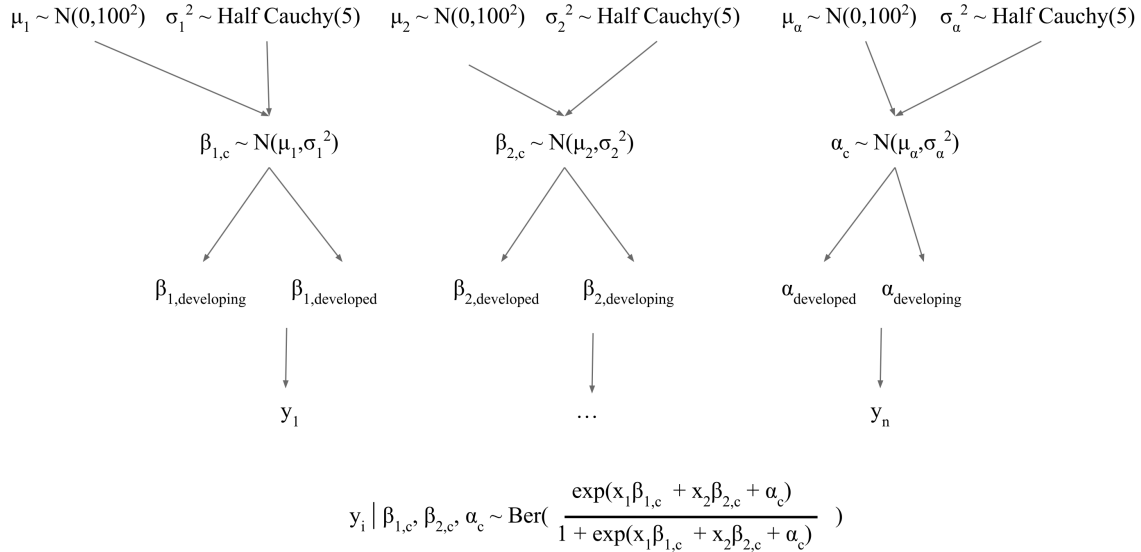 μ₁ ~ N(0,100²) σ₁² ~ Half Cauchy(5) μ₂ ~ N(0,100²) σ₂² ~ Half Cauchy(5) μ_α ~ N(0,100²) σ_α² ~ Half Cauchy(5)
β_1,c ~ N(μ₁,σ₁²) β_2,c ~ N(μ₂,σ₂²) α_c ~ N(μ_α,σ_α²)
β_1,developing β_1,developed β_2,developed β_2,developing α_developed α_developing
y₁ … y_n
y_i | β_1,c, β_2,c, α_c ~ Ber( exp(x₁β_1,c + x₂β_2,c + α_c) / 1 + exp(x₁β_1,c + x₂β_2,c + α_c) )